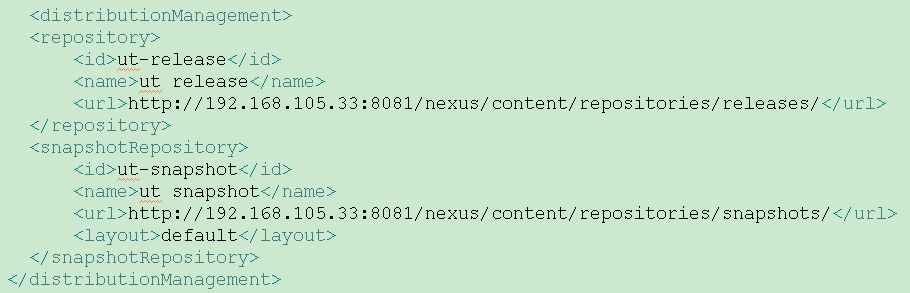 <distributionManagement>
<repository>
<id>ut-release</id>
<name>ut release</name>
<url>http://192.168.105.33:8081/nexus/content/repositories/releases/</url>
</repository>
<snapshotRepository>
<id>ut-snapshot</id>
<name>ut snapshot</name>
<url>http://192.168.105.33:8081/nexus/content/repositories/snapshots/</url>
<layout>default</layout>
</snapshotRepository>
</distributionManagement>